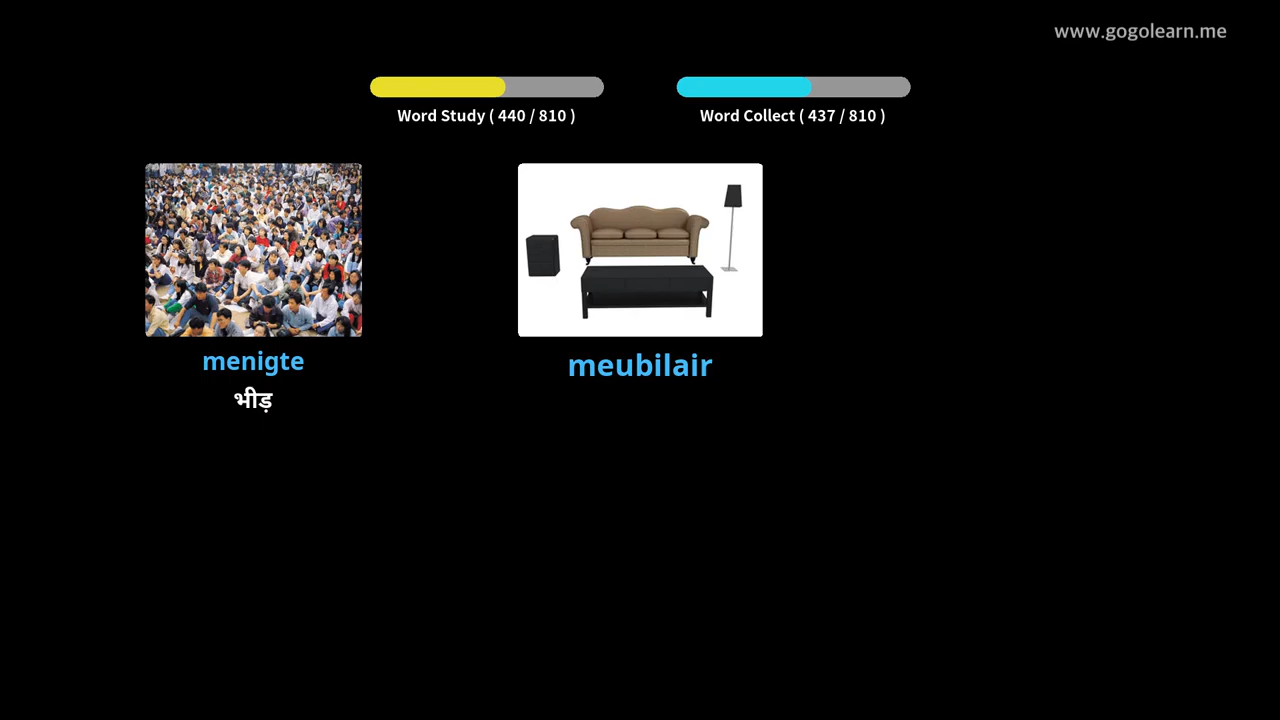 www.gogolearn.me
Word Study ( 440 / 810 )
Word Collect ( 437 / 810 )
menigte
भीड़
meubilair